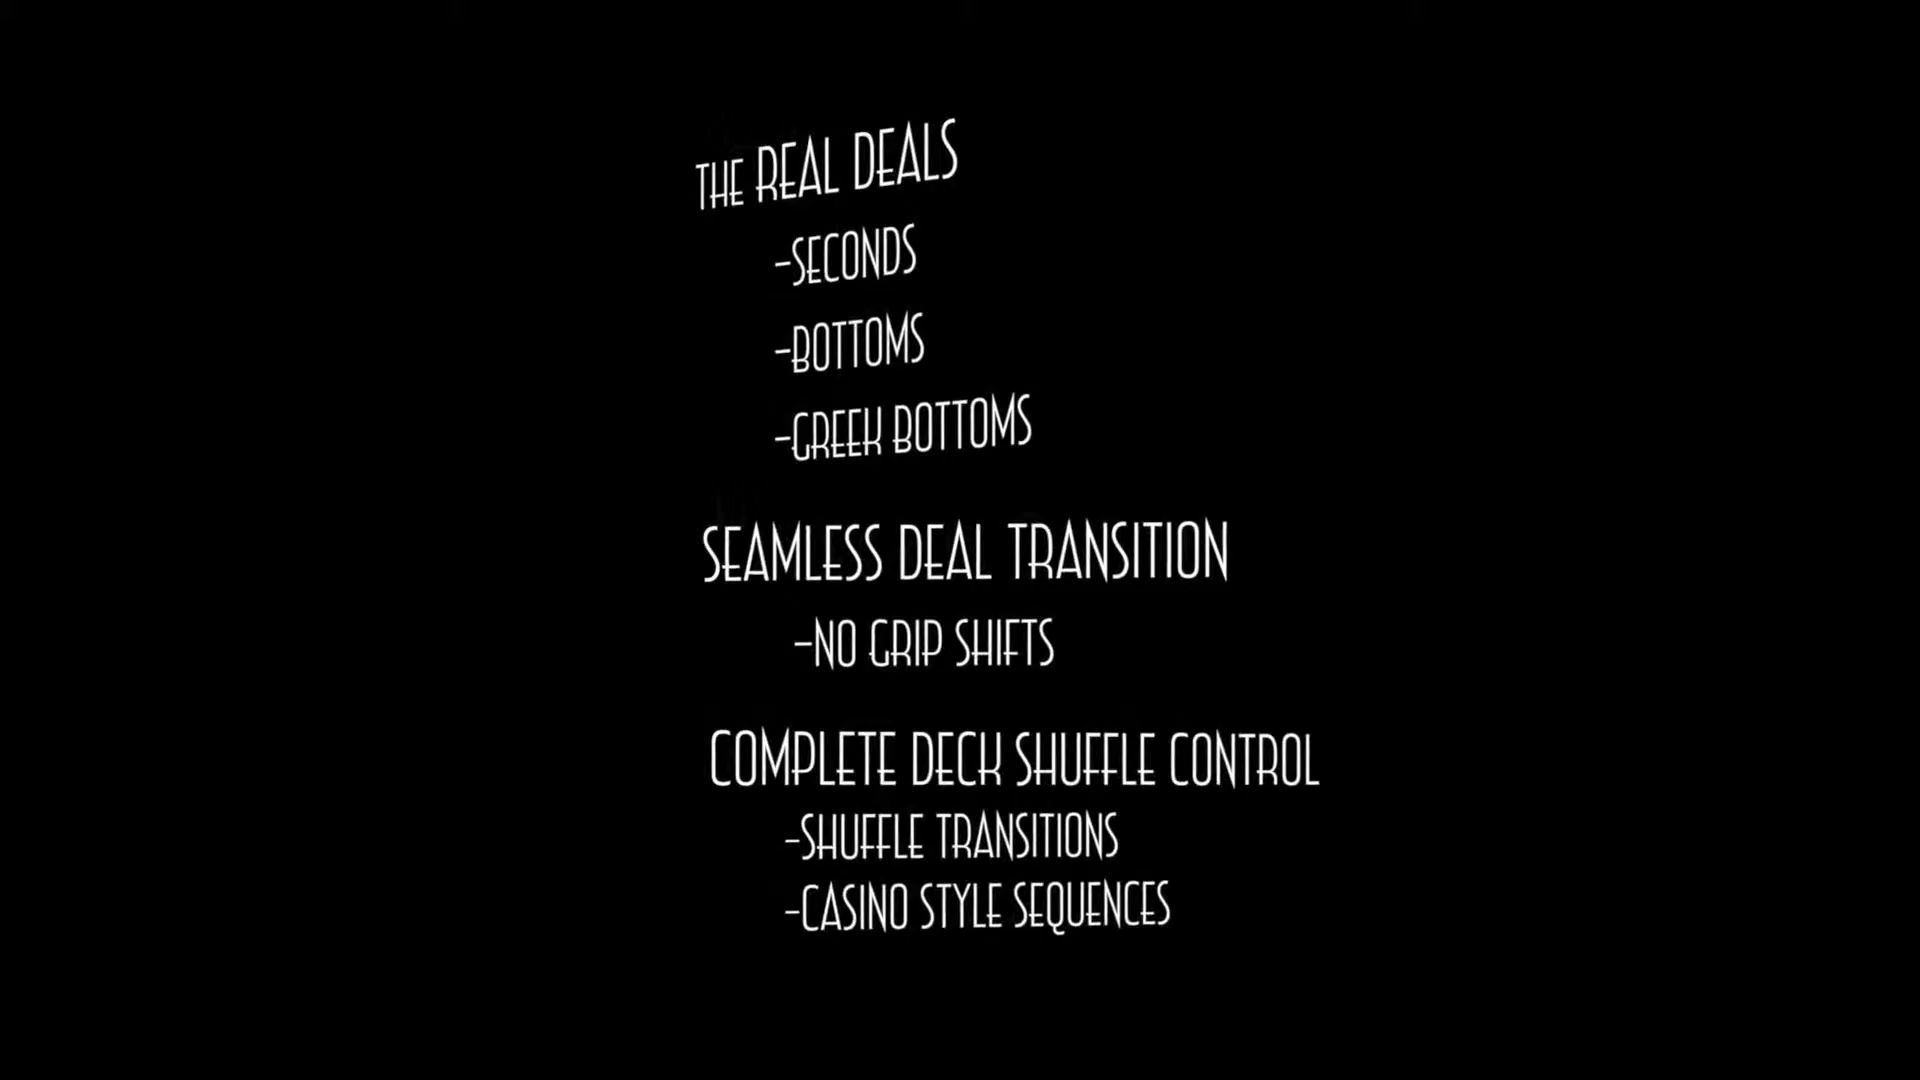 THE REAL DEALS
-SECONDS
-BOTTOMS
-GREEK BOTTOMS
SEAMLESS DEAL TRANSITION
-NO GRIP SHIFTS
COMPLETE DECK SHUFFLE CONTROL
-SHUFFLE TRANSITIONS
-CASINO STYLE SEQUENCES